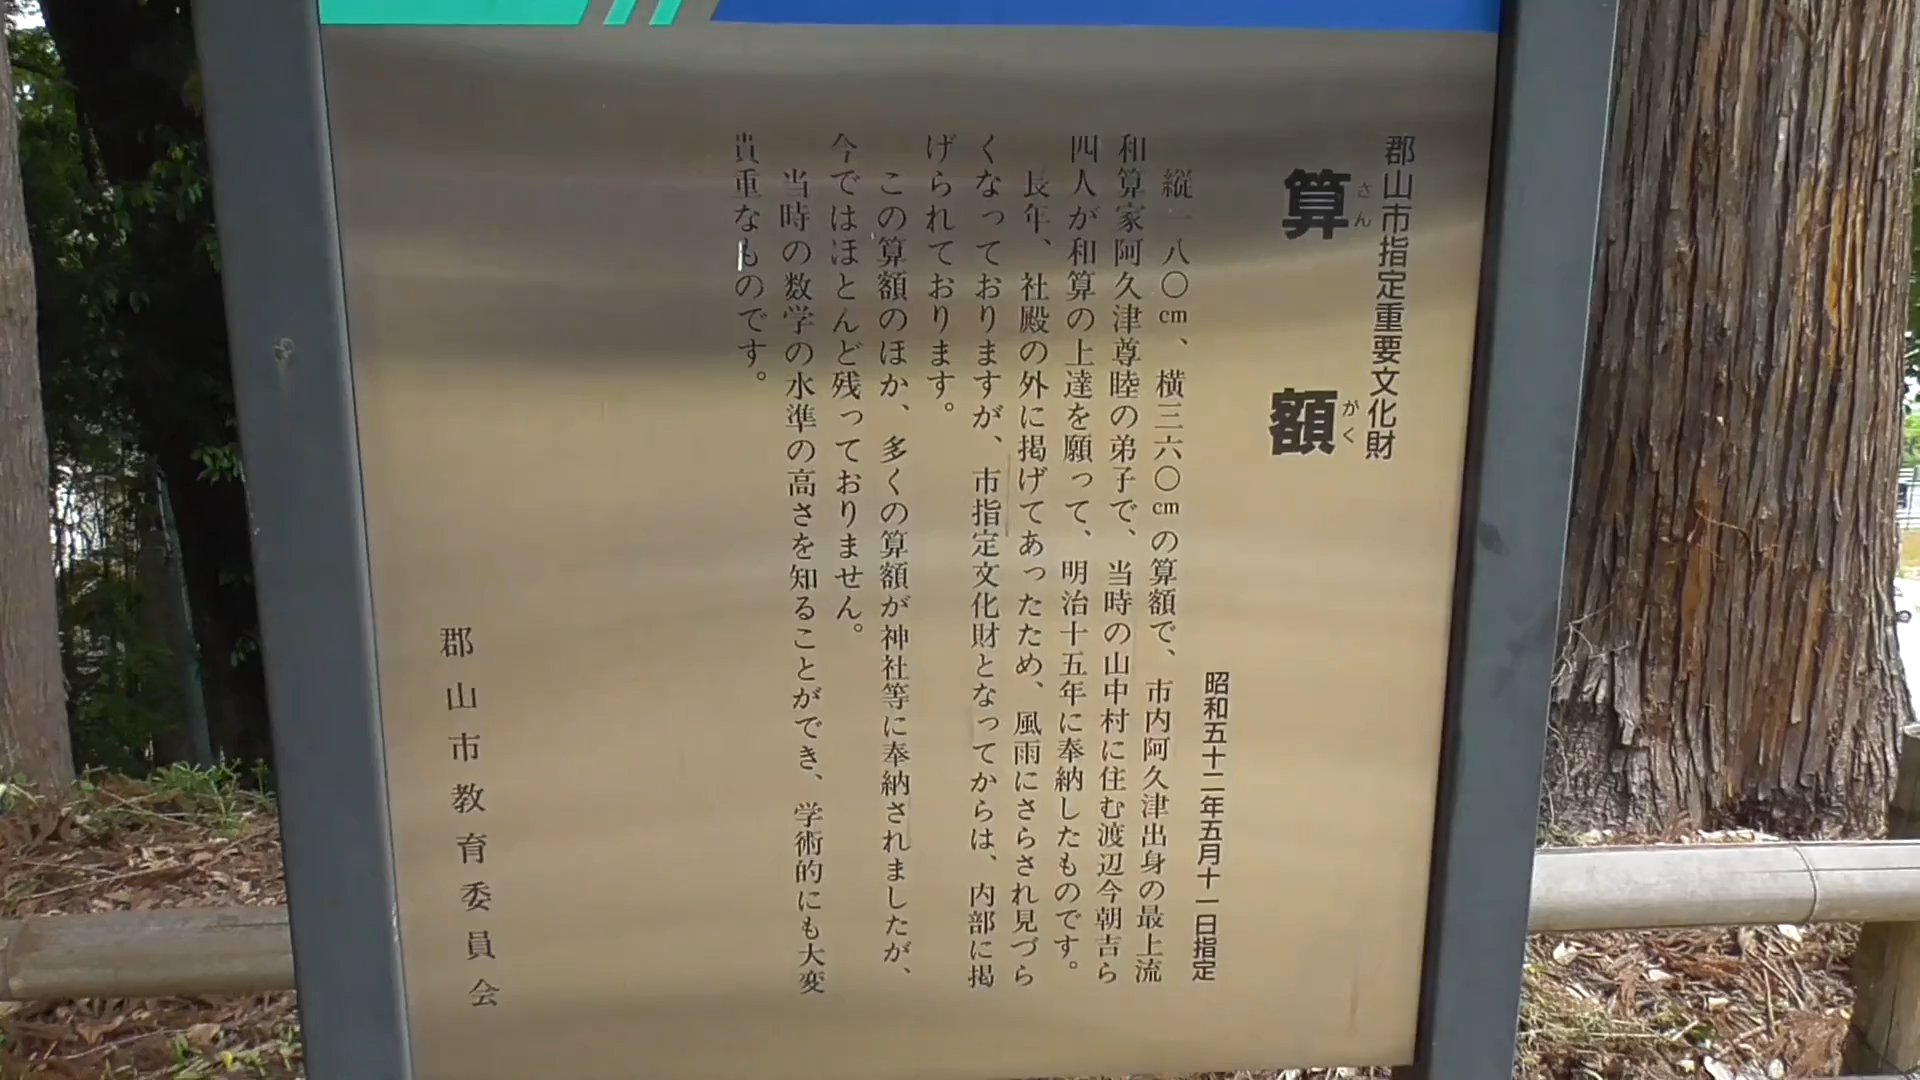 郡山市指定重要文化財
算額
さんがく
昭和五十二年五月十一日指定
縦一八〇㎝、横三六〇㎝の算額で、市内阿久津出身の最上流
和算家阿久津尊睦の弟子で、当時の山中村に住む渡辺今朝吉ら
四人が和算の上達を願って、明治十五年に奉納したものです。
長年、社殿の外に掲げてあったため、風雨にさらされ見づら
くなっておりますが、市指定文化財となってからは、内部に掲
げられております。
この算額のほか、多くの算額が神社等に奉納されましたが、
今ではほとんど残っておりません。
当時の数学の水準の高さを知ることができ、学術的にも大変
貴重なものです。
郡山市教育委員会